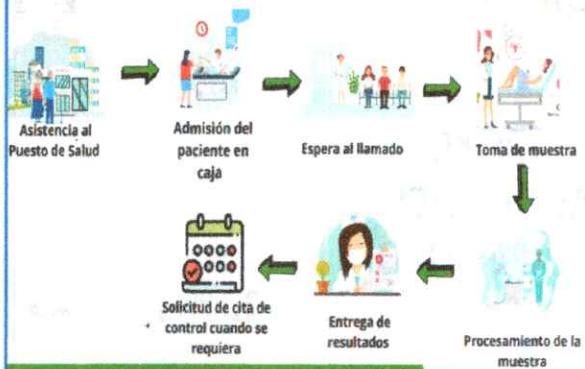 Asistencia al
Puesto de Salud
Admisión del
paciente en
caja
Espera al llamado
Toma de muestra
Procesamiento de la
muestra
Entrega de
resultados
Solicitud de cita de
control cuando se
requiera